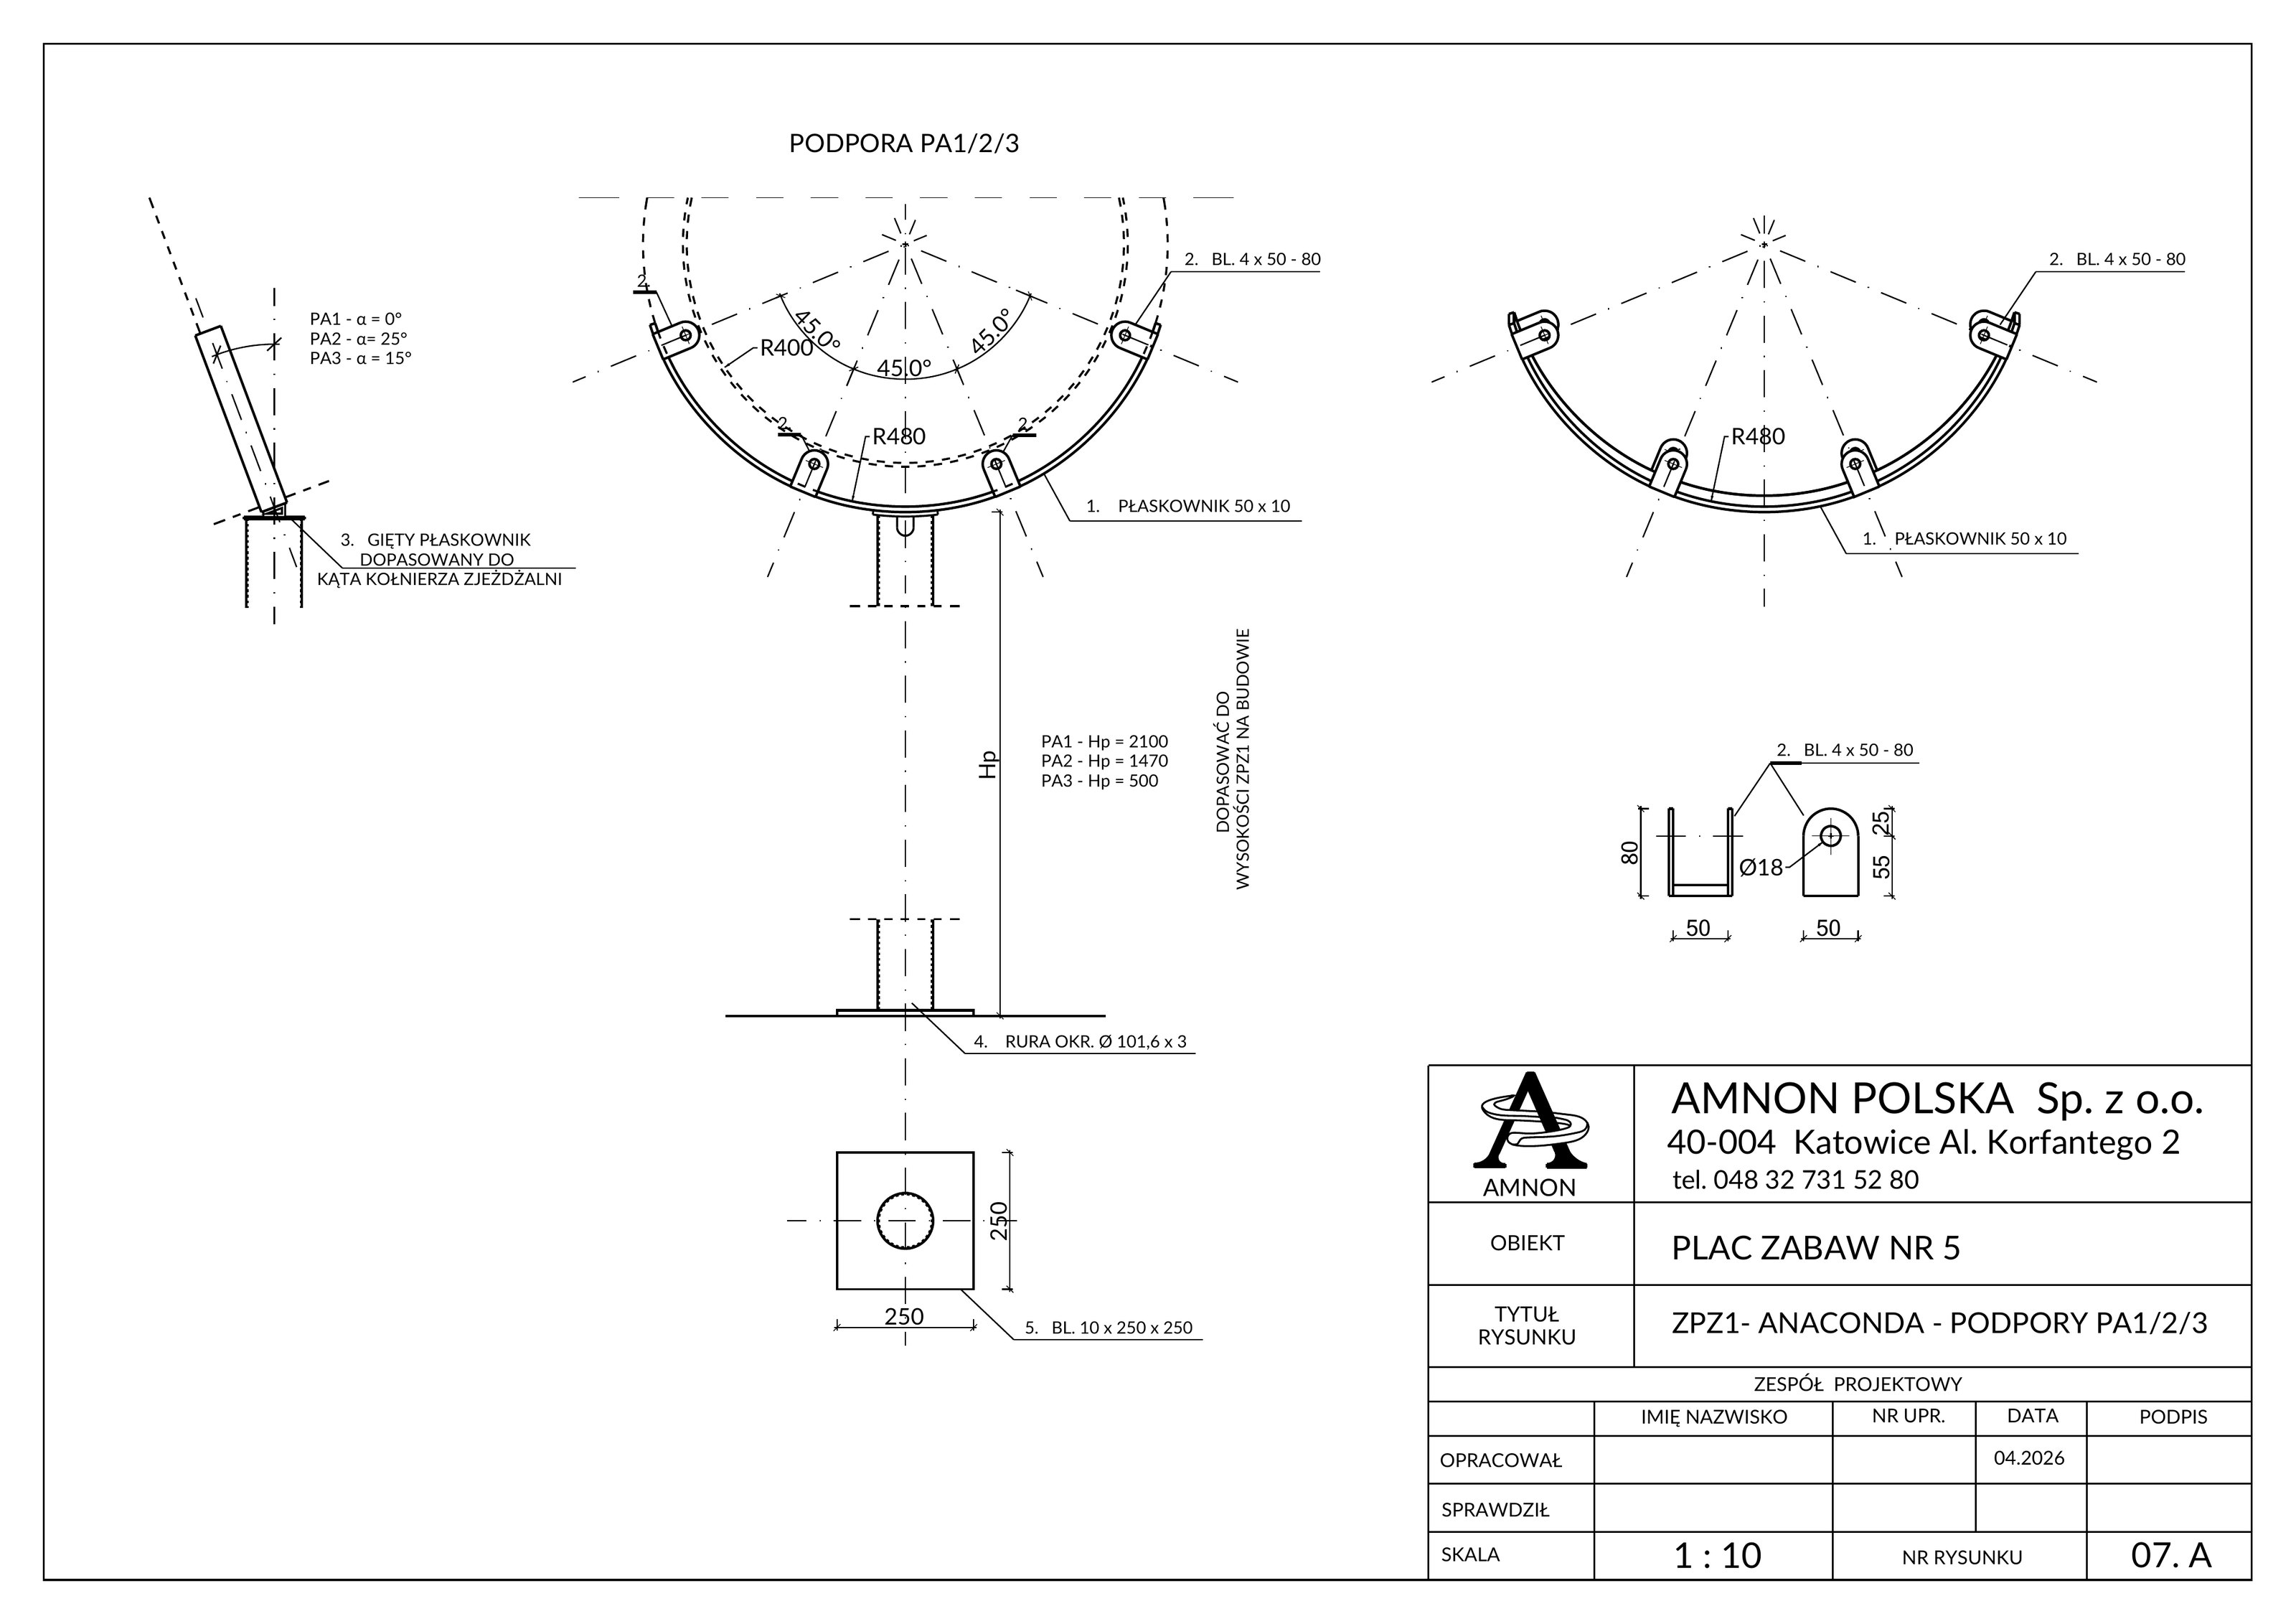 PODPORA PA1/2/3
PA1 - α = 0°
PA2 - α= 25°
PA3 - α = 15°
3. GIĘTY PŁASKOWNIK
DOPASOWANY DO
KĄTA KOŁNIERZA ZJEŻDŻALNI
2.
2. BL. 4 x 50 - 80
45.0°
45.0°
45.0°
R400
2.
R480
2.
1. PŁASKOWNIK 50 x 10
2. BL. 4 x 50 - 80
R480
1. PŁASKOWNIK 50 x 10
Hp
PA1 - Hp = 2100
PA2 - Hp = 1470
PA3 - Hp = 500
DOPASOWAĆ DO
WYSOKOŚCI ZPZ1 NA BUDOWIE
2. BL. 4 x 50 - 80
80
Ø18
25
55
50
50
4. RURA OKR. Ø 101,6 x 3
250
250
5. BL. 10 x 250 x 250
AMNON
AMNON POLSKA Sp. z o.o.
40-004 Katowice Al. Korfantego 2
tel. 048 32 731 52 80
OBIEKT
PLAC ZABAW NR 5
TYTUŁ
RYSUNKU
ZPZ1- ANACONDA - PODPORY PA1/2/3
ZESPÓŁ PROJEKTOWY
IMIĘ NAZWISKO
NR UPR.
DATA
PODPIS
OPRACOWAŁ
04.2026
SPRAWDZIŁ
SKALA
1 : 10
NR RYSUNKU
07. A